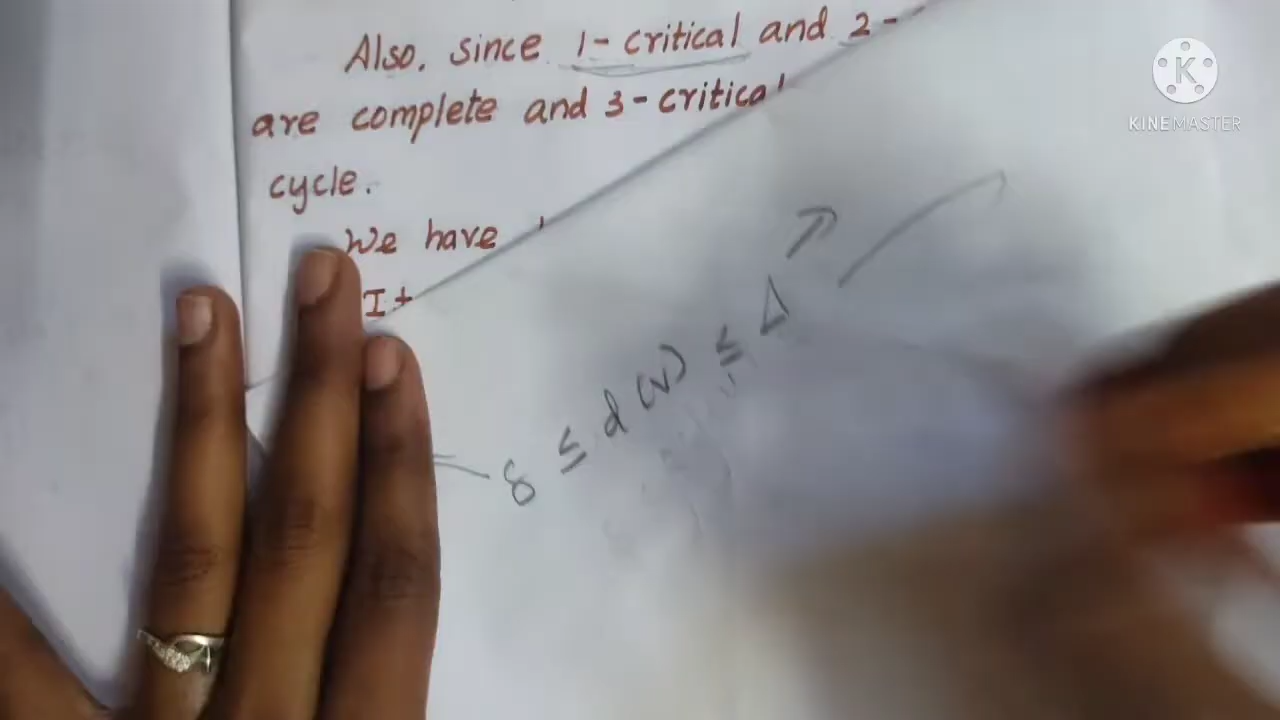 Also, since 1-critical and 2-
are complete and 3-critical
cycle.
We have
It
δ ≤ d(v) ≤ Δ
K
KINEMASTER